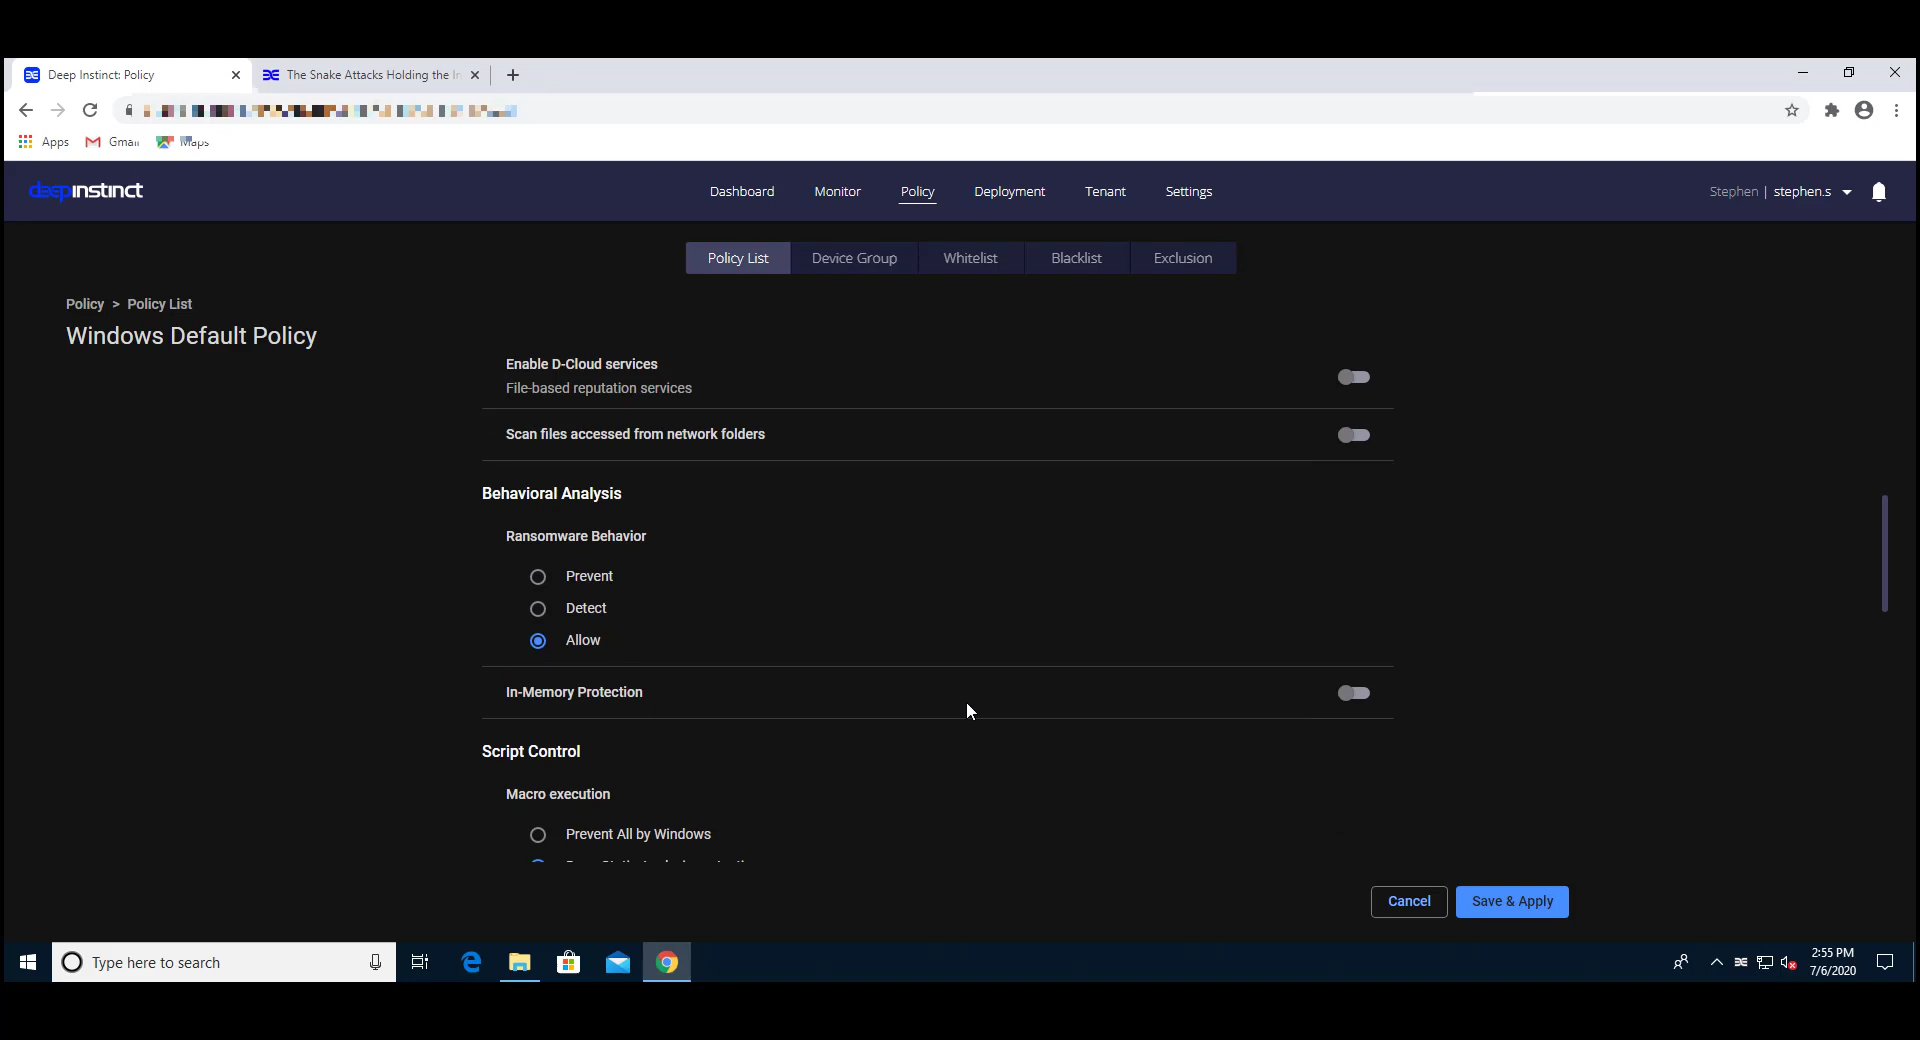 Deep Instinct: Policy
The Snake Attacks Holding the
Apps
Gmail
Maps
deepinstinct
Dashboard
Monitor
Policy
Deployment
Tenant
Settings
Stephen | stephen.s
Policy List
Device Group
Whitelist
Blacklist
Exclusion
Policy > Policy List
Windows Default Policy
Enable D-Cloud services
File-based reputation services
Scan files accessed from network folders
Behavioral Analysis
Ransomware Behavior
Prevent
Detect
Allow
In-Memory Protection
Script Control
Macro execution
Prevent All by Windows
Cancel
Save & Apply
Type here to search
2:55 PM
7/6/2020